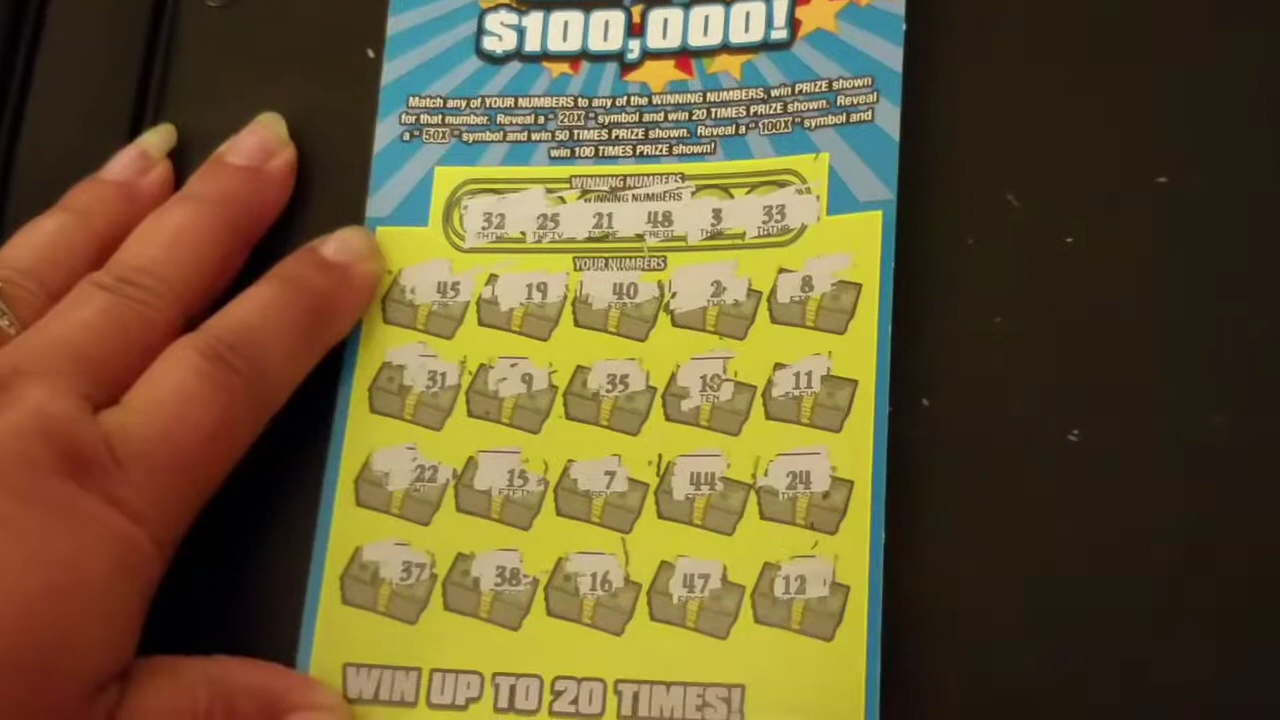 $100,000!
Match any of YOUR NUMBERS to any of the WINNING NUMBERS, win PRIZE shown
for that number. Reveal a "20X" symbol and win 20 TIMES PRIZE shown. Reveal
a "50X" symbol and win 50 TIMES PRIZE shown. Reveal a "100X" symbol and
win 100 TIMES PRIZE shown!
WINNING NUMBERS
WINNING NUMBERS
32 25 21 48 3 33
YOUR NUMBERS
45 19 40 2 8
TWO
31 9 35 10 11
TEN
22 15 7 44 24
37 38 16 47 12
WIN UP TO 20 TIMES!